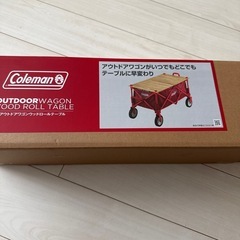 Coleman
OUTDOORWAGON
WOOD ROLL TABLE
アウトドアワゴンウッドロールテーブル
アウトドアワゴンがいつでもどこでも
テーブルに早変わり